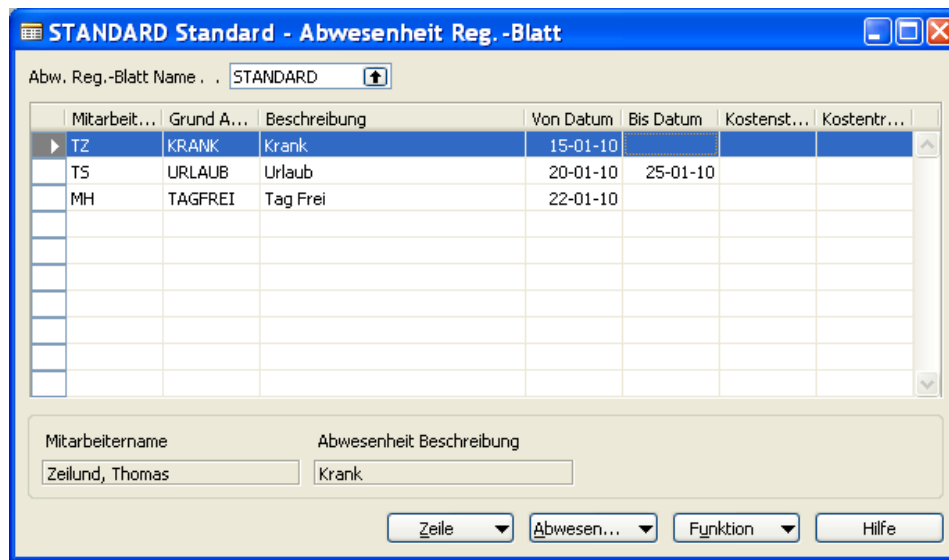 STANDARD Standard - Abwesenheit Reg.-Blatt
Abw. Reg.-Blatt Name . . STANDARD
Mitarbeit... Grund A... Beschreibung Von Datum Bis Datum Kostenst... Kostentr...
TZ KRANK Krank 15-01-10
TS URLAUB Urlaub 20-01-10 25-01-10
MH TAGFREI Tag Frei 22-01-10
Mitarbeitername Abwesenheit Beschreibung
Zeilund, Thomas Krank
Zeile Abwesen... Funktion Hilfe